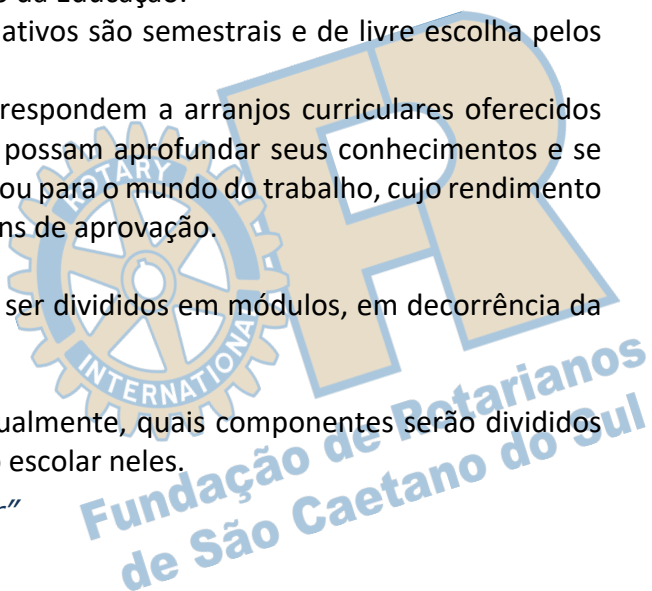 da Educação.
ativos são semestrais e de livre escolha pelos
respondem a arranjos curriculares oferecidos
possam aprofundar seus conhecimentos e se
ou para o mundo do trabalho, cujo rendimento
ns de aprovação.
ser divididos em módulos, em decorrência da
ualmente, quais componentes serão divididos
o escolar neles.
ROTARY
INTERNATIONAL
FR
Fundação de Rotarianos
de São Caetano do Sul